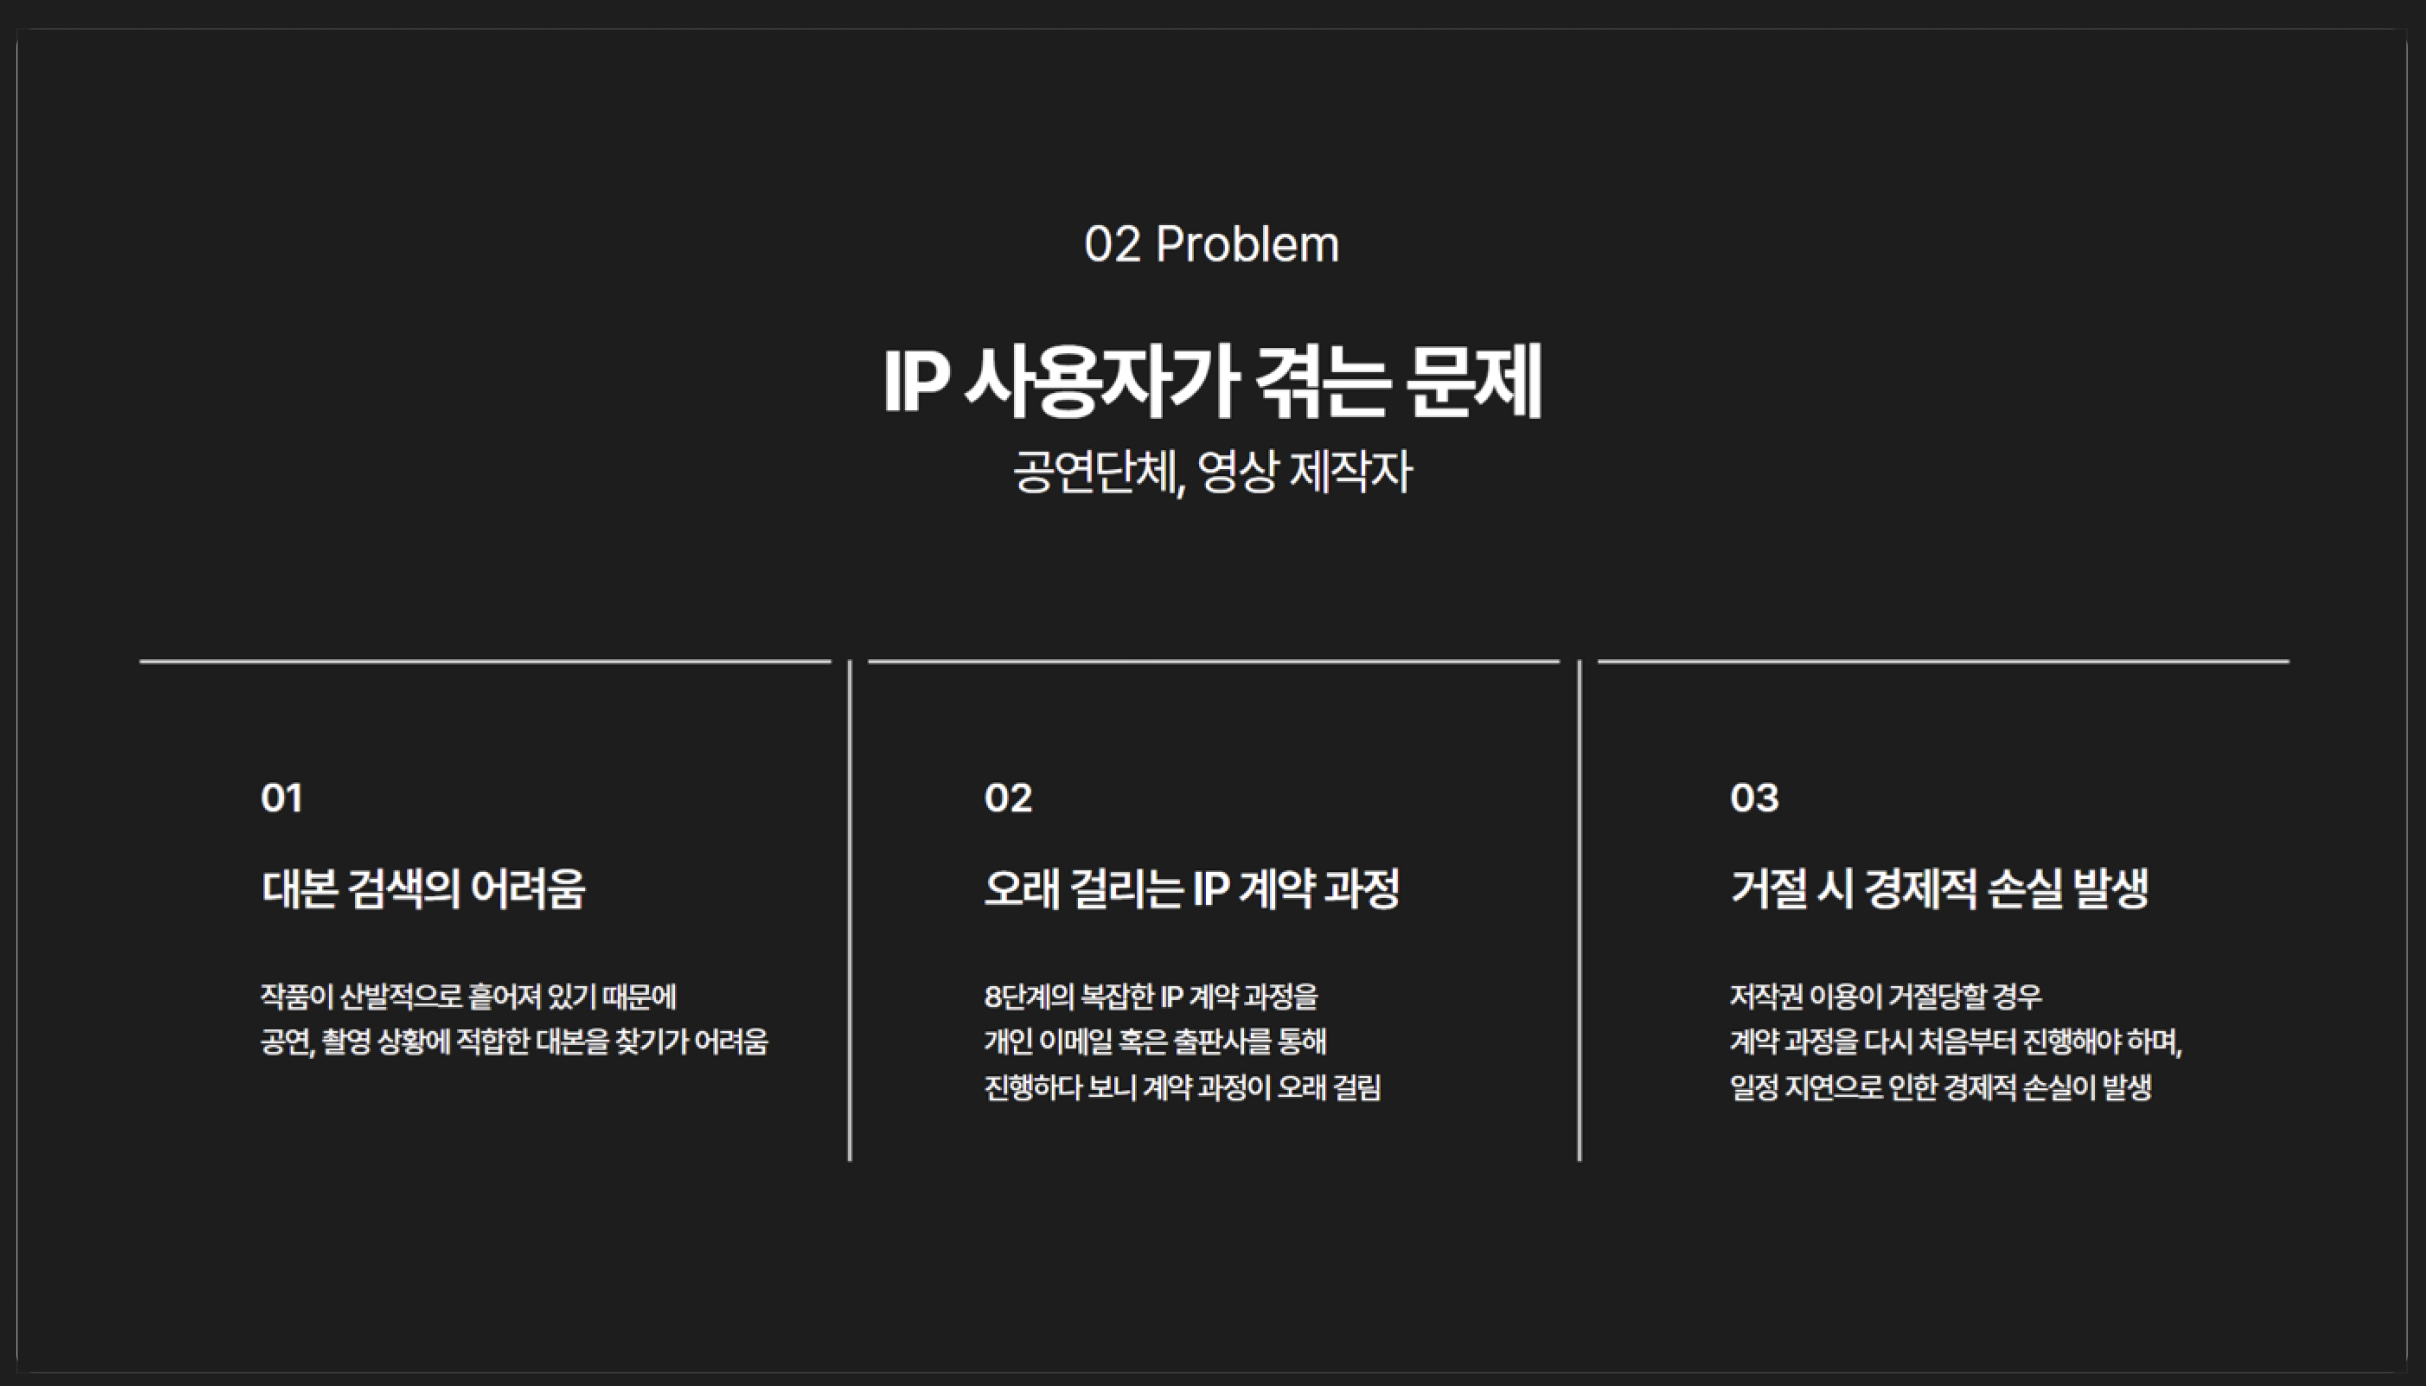 02 Problem
IP 사용자가 겪는 문제
공연단체, 영상 제작자
01
대본 검색의 어려움
작품이 산발적으로 흩어져 있기 때문에
공연, 촬영 상황에 적합한 대본을 찾기가 어려움
02
오래 걸리는 IP 계약 과정
8단계의 복잡한 IP 계약 과정을
개인 이메일 혹은 출판사를 통해
진행하다 보니 계약 과정이 오래 걸림
03
거절 시 경제적 손실 발생
저작권 이용이 거절당할 경우
계약 과정을 다시 처음부터 진행해야 하며,
일정 지연으로 인한 경제적 손실이 발생